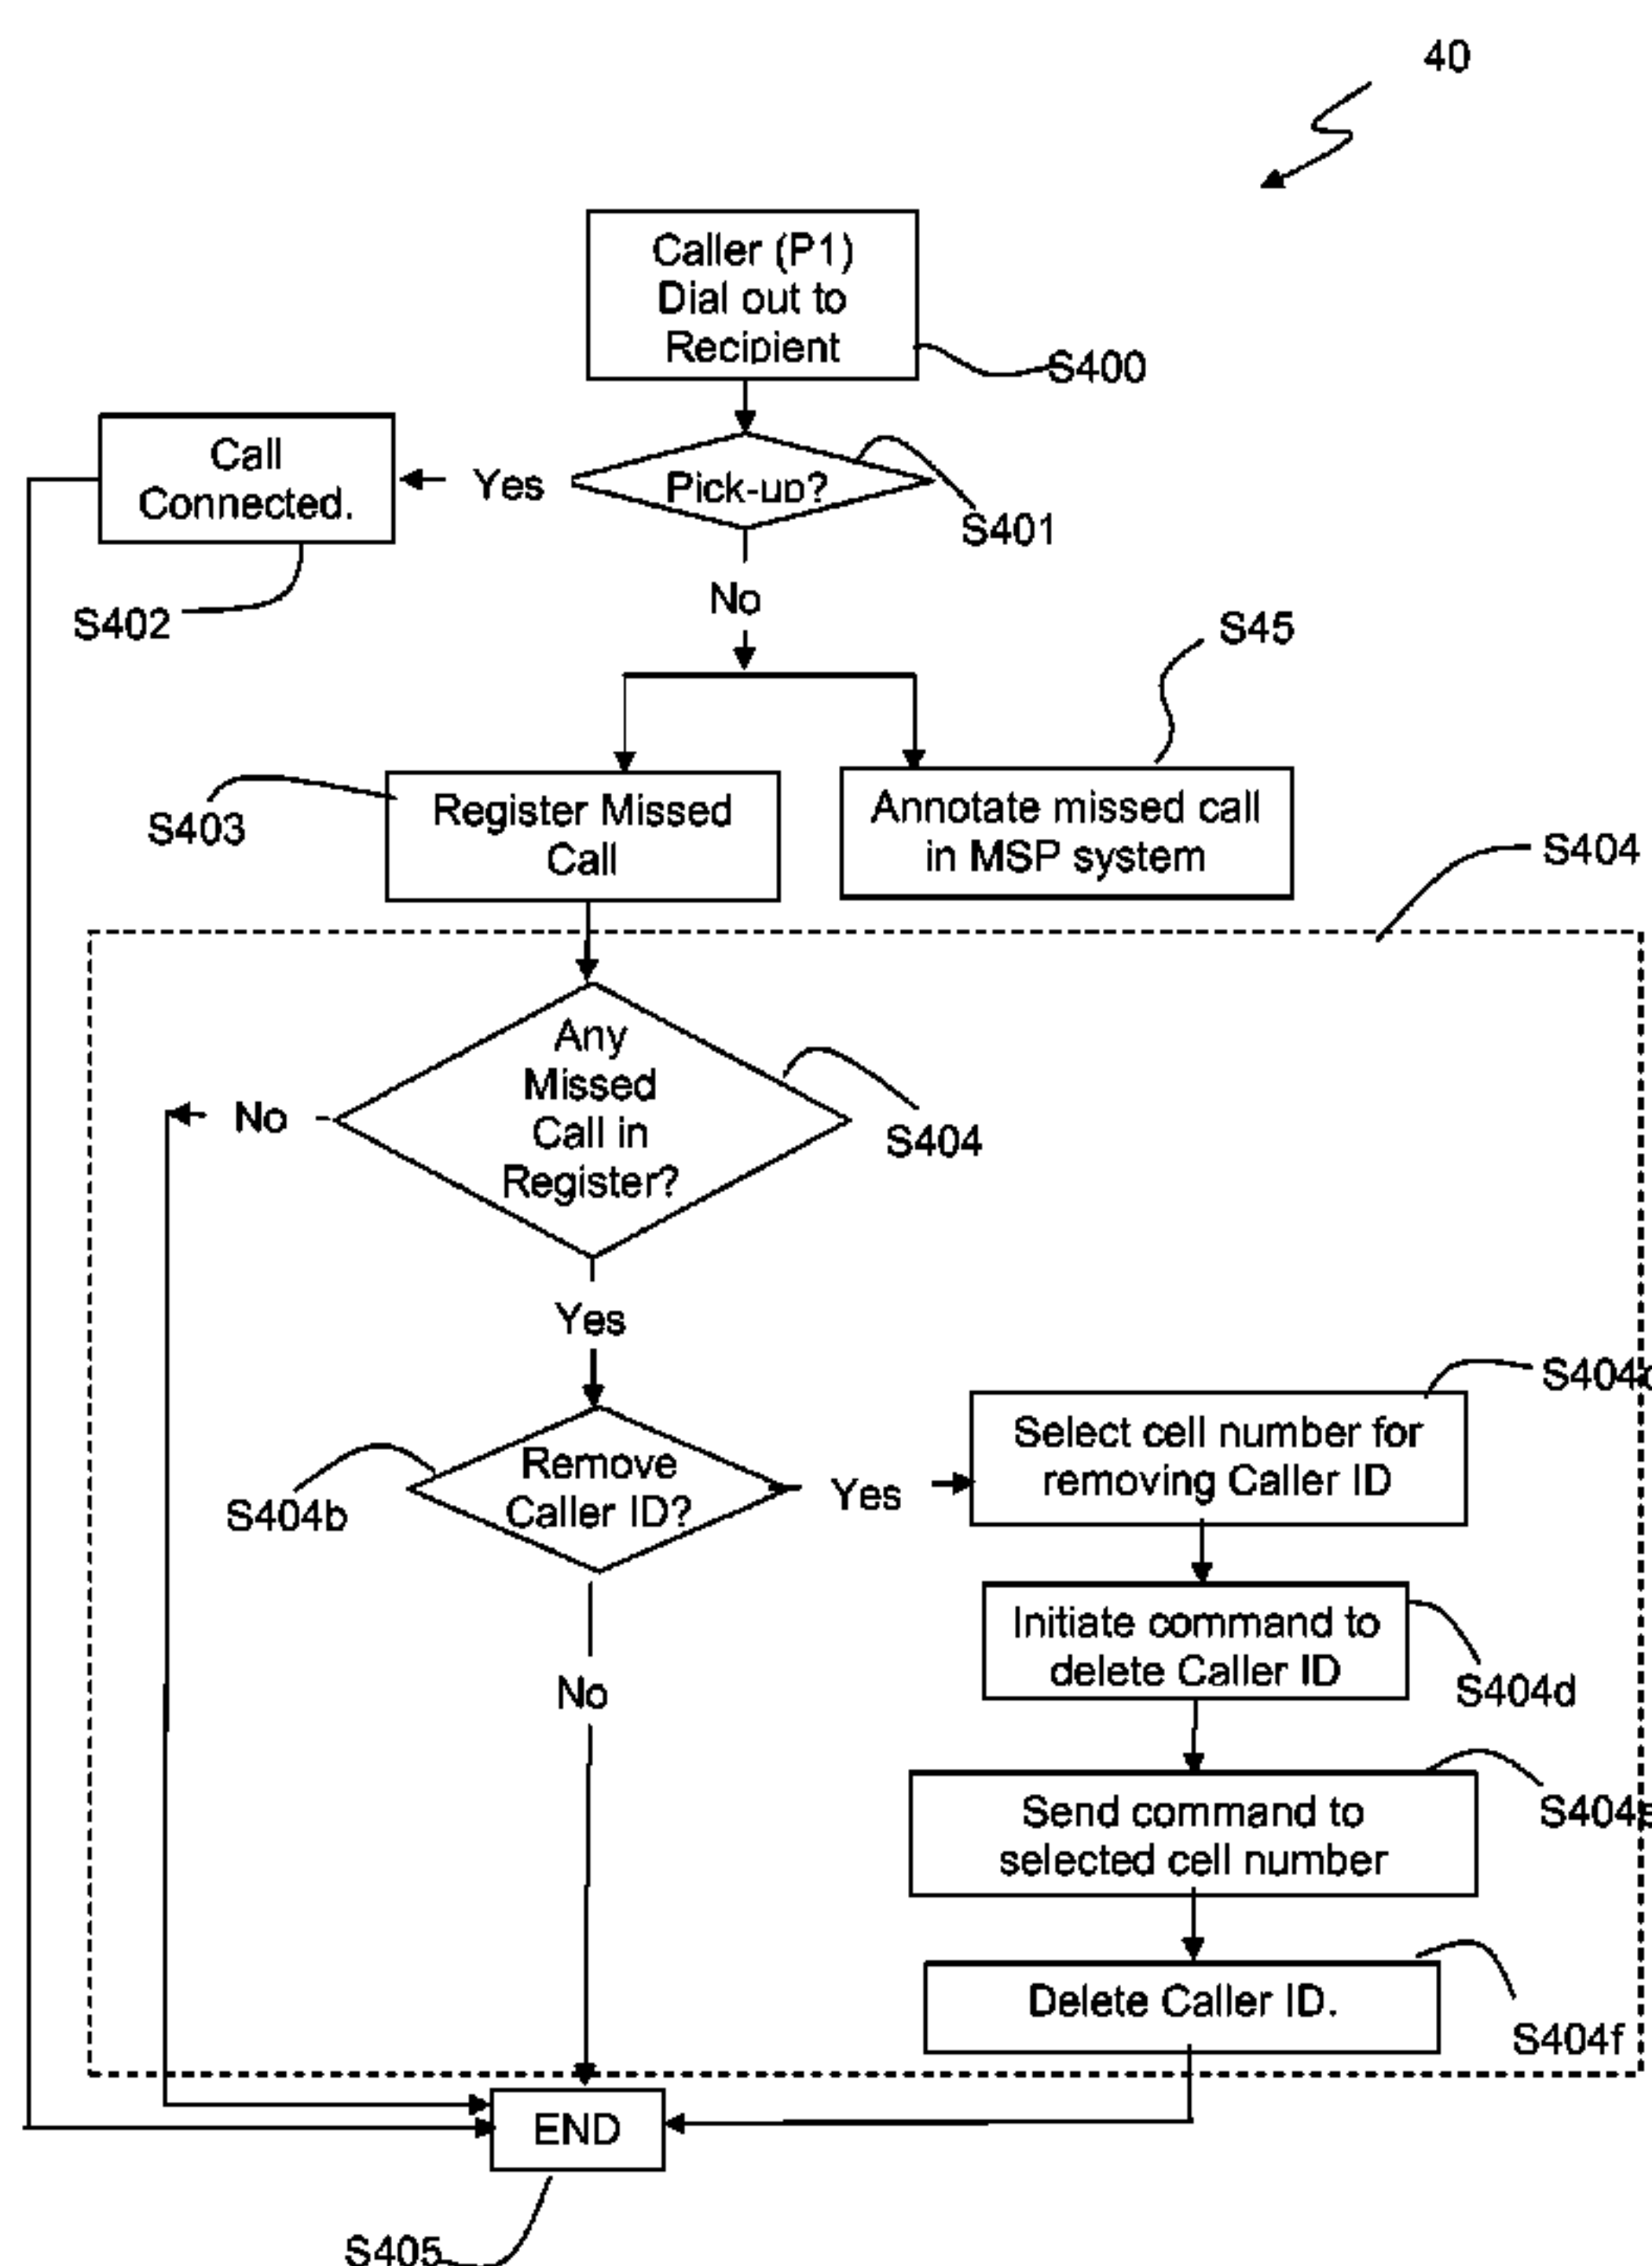 40
Caller (P1)
Dial out to
Recipient
S400
Call
Connected.
Yes
Pick-up?
S401
S402
No
S45
Register Missed
Call
S403
Annotate missed call
in MSP system
S404
Any
Missed
Call in
Register?
No
S404
Yes
Remove
Caller ID?
S404b
Yes
Select cell number for
removing Caller ID
Initiate command to
delete Caller ID
S404d
No
Send command to
selected cell number
Delete Caller ID.
S404f
END
S405